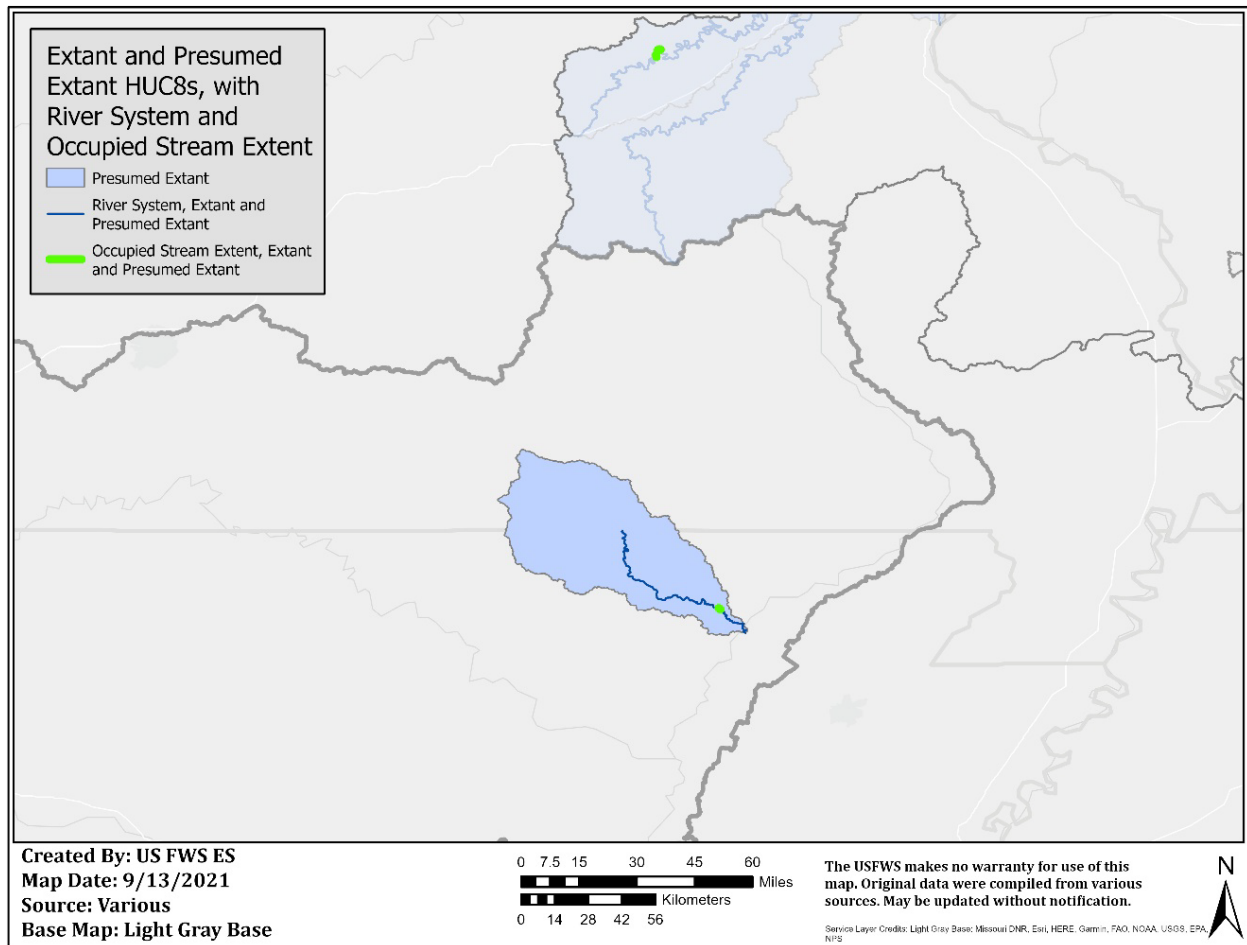 Extant and Presumed
Extant HUC8s, with
River System and
Occupied Stream Extent
Presumed Extant
River System, Extant and
Presumed Extant
Occupied Stream Extent, Extant
and Presumed Extant
Created By: US FWS ES
Map Date: 9/13/2021
Source: Various
Base Map: Light Gray Base
0 7.5 15 30 45 60
Miles
Kilometers
0 14 28 42 56
The USFWS makes no warranty for use of this
map. Original data were compiled from various
sources. May be updated without notification.
Service Layer Credits: Light Gray Base: Missouri DNR, Esri, HERE, Garmin, FAO, NOAA, USGS, EPA,
NPS
N